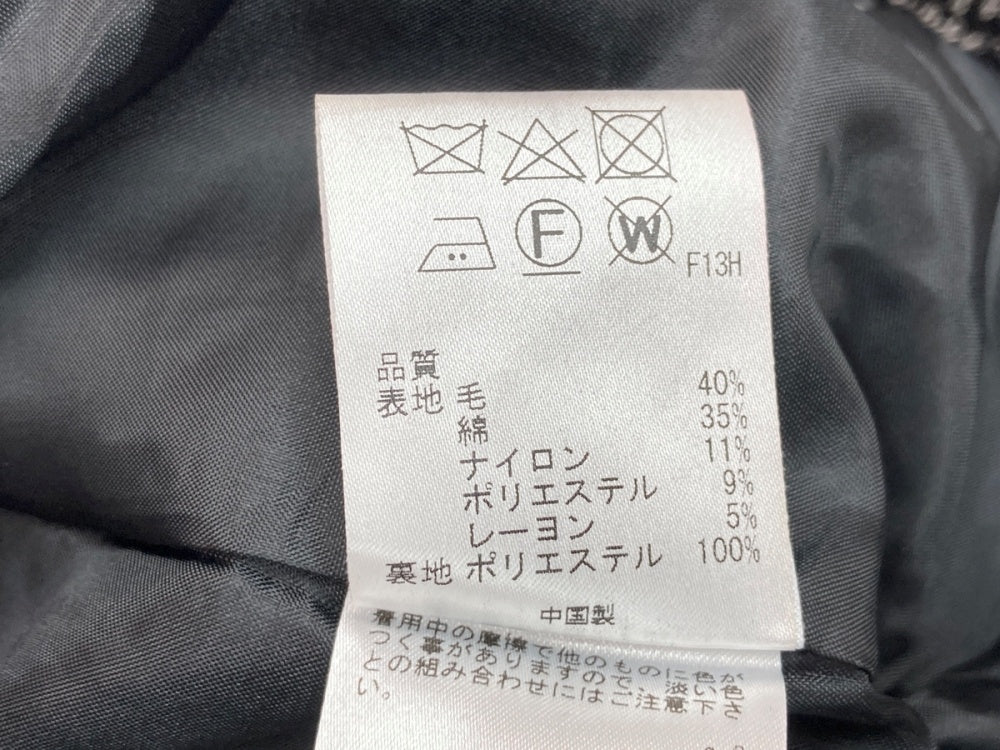 F
W
F13H
品質
表地 毛 40%
綿 35%
ナイロン 11%
ポリエステル 9%
レーヨン 5%
裏地 ポリエステル 100%
中国製
着用中の摩擦で他のものに色が
つく事がありますので、淡い色
との組み合わせにはご注意下さ
い。